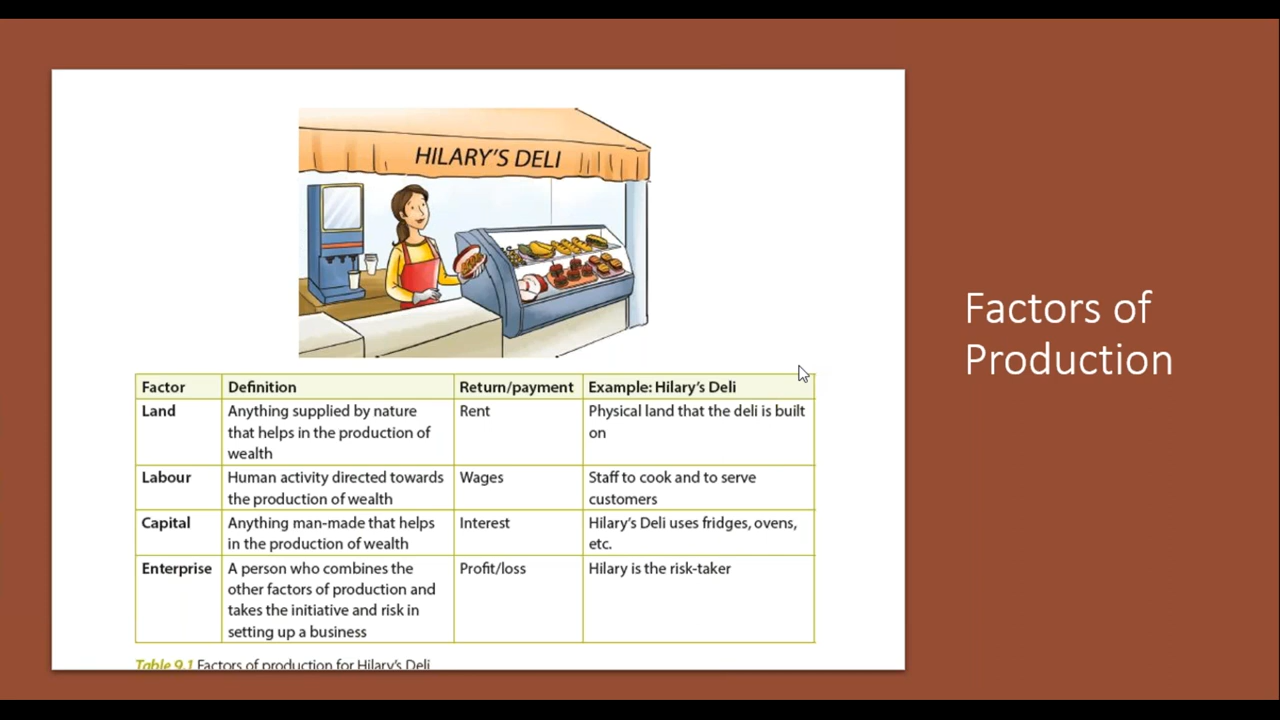 HILARY'S DELI
Factor Definition Return/payment Example: Hilary's Deli
Land Anything supplied by nature Rent Physical land that the deli is built
that helps in the production of on
wealth
Labour Human activity directed towards Wages Staff to cook and to serve
the production of wealth customers
Capital Anything man-made that helps Interest Hilary's Deli uses fridges, ovens,
in the production of wealth etc.
Enterprise A person who combines the Profit/loss Hilary is the risk-taker
other factors of production and
takes the initiative and risk in
setting up a business
Table 9.1 Factors of production for Hilary's Deli
Factors of
Production